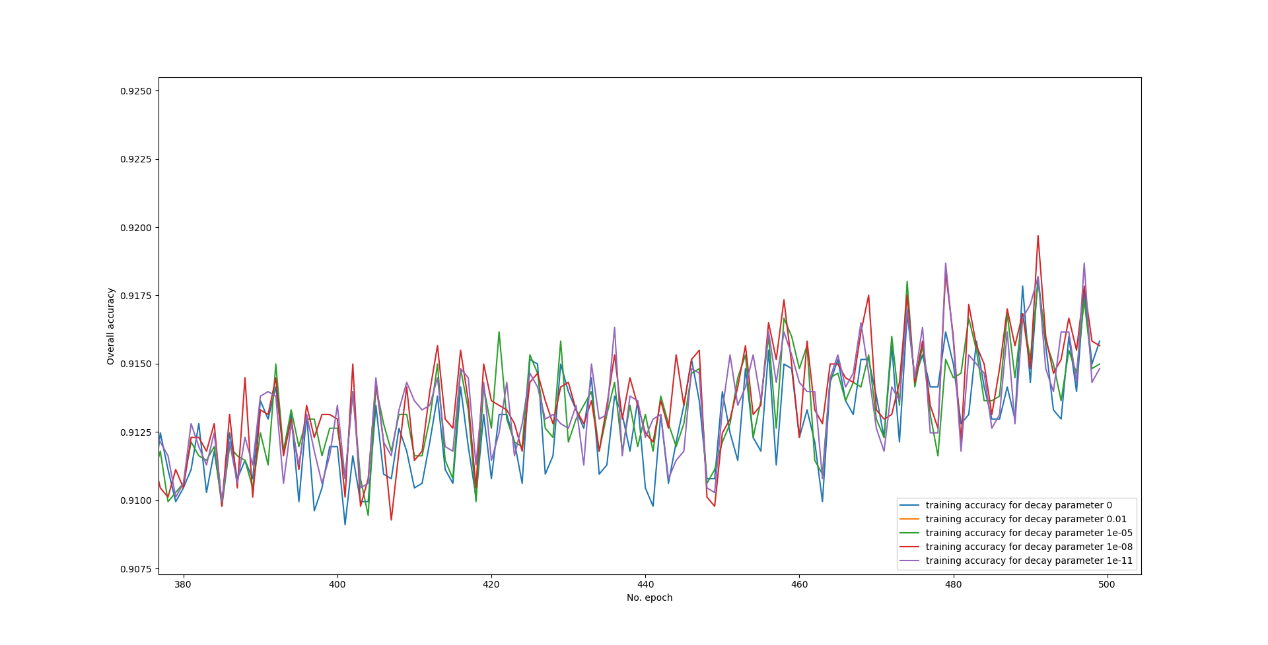 0.9250
0.9225
0.9200
0.9175
0.9150
0.9125
0.9100
0.9075
Overall accuracy
380 400 420 440 460 480 500
No. epoch
training accuracy for decay parameter 0
training accuracy for decay parameter 0.01
training accuracy for decay parameter 1e-05
training accuracy for decay parameter 1e-08
training accuracy for decay parameter 1e-11